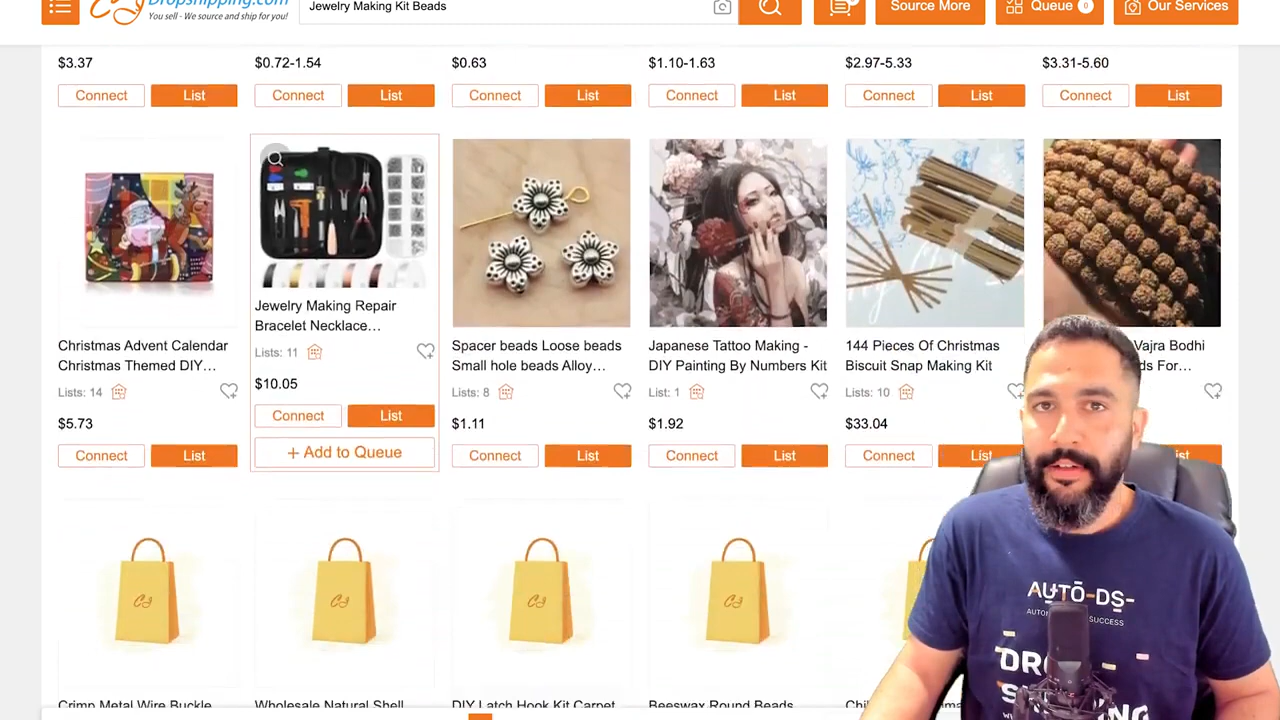 Dropshipping.com
You sell - We source and ship for you!
Jewelry Making Kit Beads
Source More
Queue 0
Our Services
$3.37
$0.72-1.54
$0.63
$1.10-1.63
$2.97-5.33
$3.31-5.60
Connect List
Connect List
Connect List
Connect List
Connect List
Connect List
Christmas Advent Calendar
Christmas Themed DIY…
Lists: 14
$5.73
Connect List
Jewelry Making Repair
Bracelet Necklace…
Lists: 11
$10.05
Connect List
+ Add to Queue
Spacer beads Loose beads
Small hole beads Alloy…
Lists: 8
$1.11
Connect List
Japanese Tattoo Making -
DIY Painting By Numbers Kit
List: 1
$1.92
Connect List
144 Pieces Of Christmas
Biscuit Snap Making Kit
Lists: 10
$33.04
Connect List
Vajra Bodhi
For…
Crimp Metal Wire Buckle
Wholesale Natural Shell
DIY Latch Hook Kit Carpet
Beeswax Round Beads
AUTO-DS-
SUCCESS